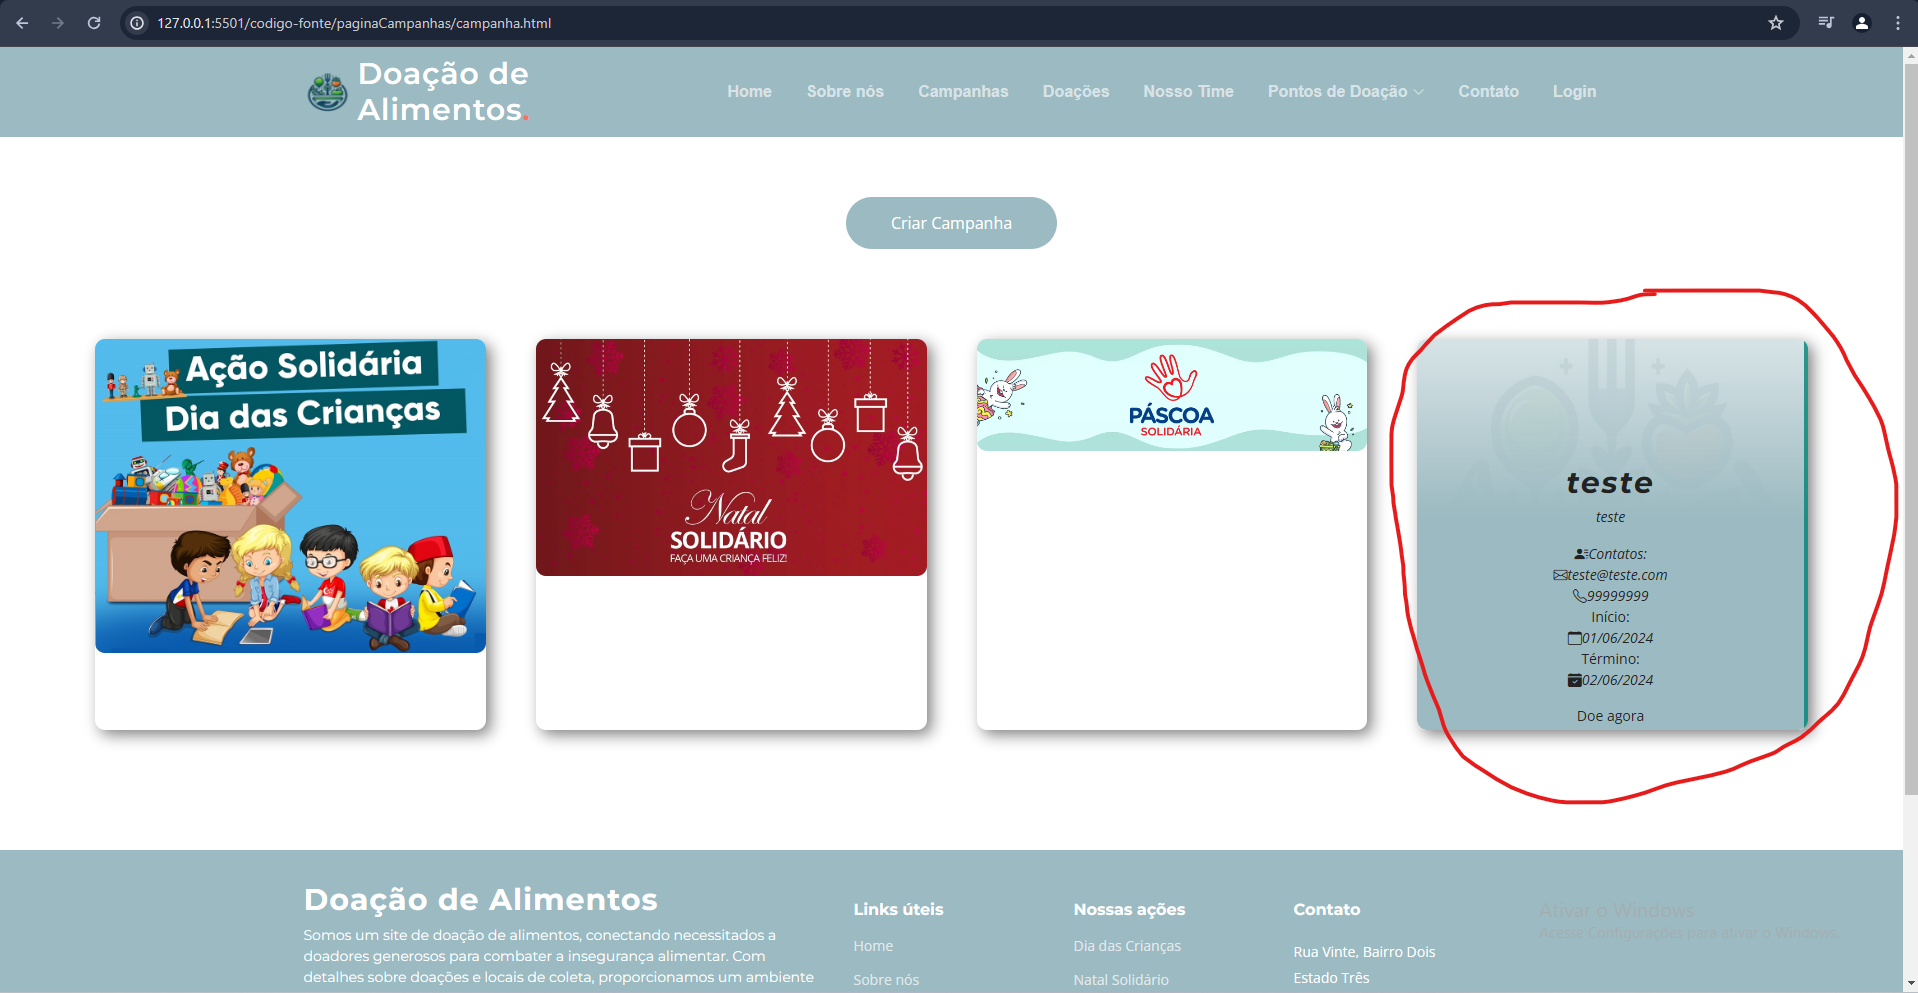 127.0.0.1:5501/codigo-fonte/paginaCampanhas/campanha.html
Doação de
Alimentos.
Home Sobre nós Campanhas Doações Nosso Time Pontos de Doação Contato Login
Criar Campanha
Ação Solidária
Dia das Crianças
Natal
SOLIDÁRIO
FAÇA UMA CRIANÇA FELIZ!
PÁSCOA
SOLIDÁRIA
teste
teste
Contatos:
teste@teste.com
99999999
Início:
01/06/2024
Término:
02/06/2024
Doe agora
Doação de Alimentos
Somos um site de doação de alimentos, conectando necessitados a
doadores generosos para combater a insegurança alimentar. Com
detalhes sobre doações e locais de coleta, proporcionamos um ambiente
Links úteis
Home
Sobre nós
Nossas ações
Dia das Crianças
Natal Solidário
Contato
Rua Vinte, Bairro Dois
Estado Três
Ativar o Windows
Acesse Configurações para ativar o Windows.